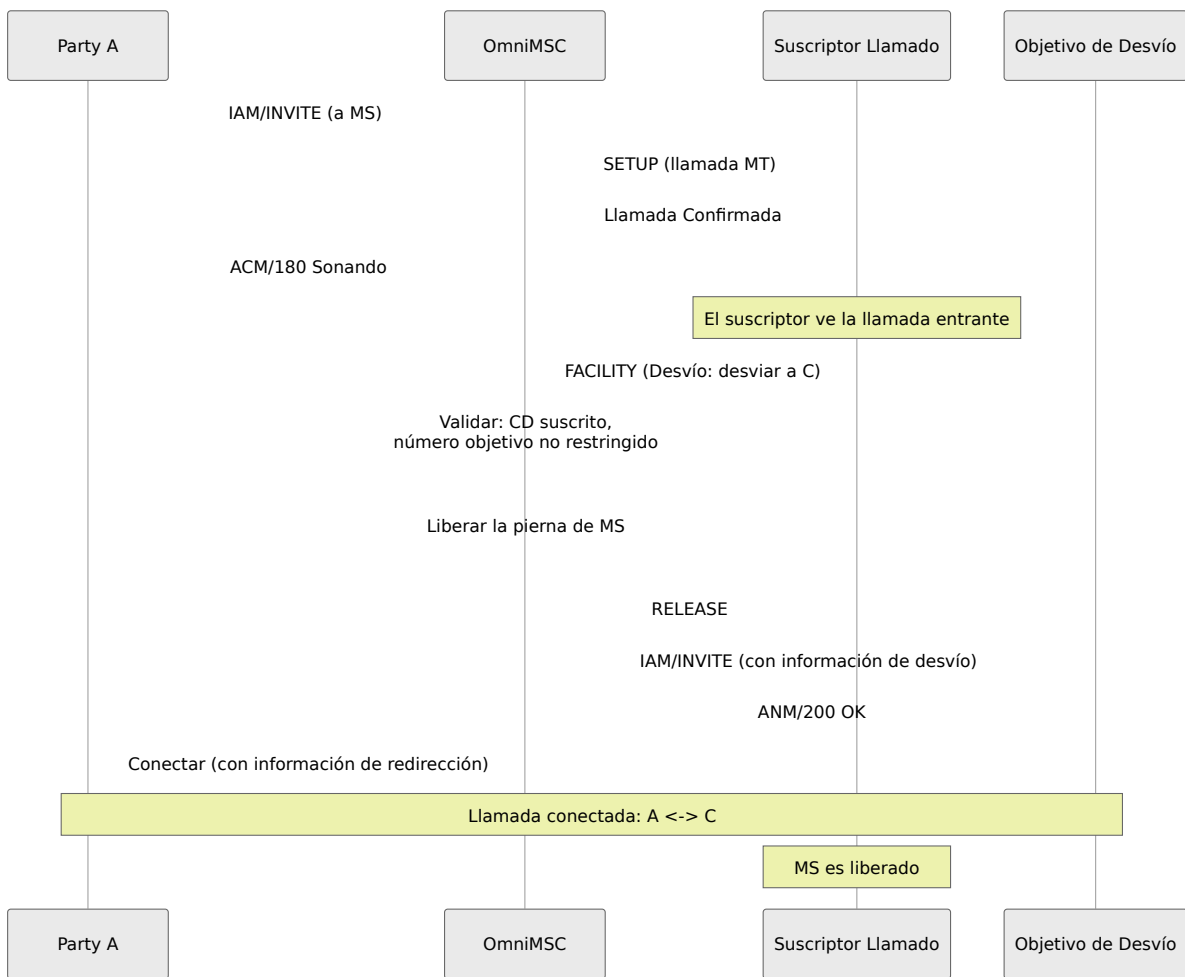 Party A
OmniMSC
Suscriptor Llamado
Objetivo de Desvío
IAM/INVITE (a MS)
SETUP (llamada MT)
Llamada Confirmada
ACM/180 Sonando
El suscriptor ve la llamada entrante
FACILITY (Desvío: desviar a C)
Validar: CD suscrito,
número objetivo no restringido
Liberar la pierna de MS
RELEASE
IAM/INVITE (con información de desvío)
ANM/200 OK
Conectar (con información de redirección)
Llamada conectada: A <-> C
MS es liberado
Party A
OmniMSC
Suscriptor Llamado
Objetivo de Desvío